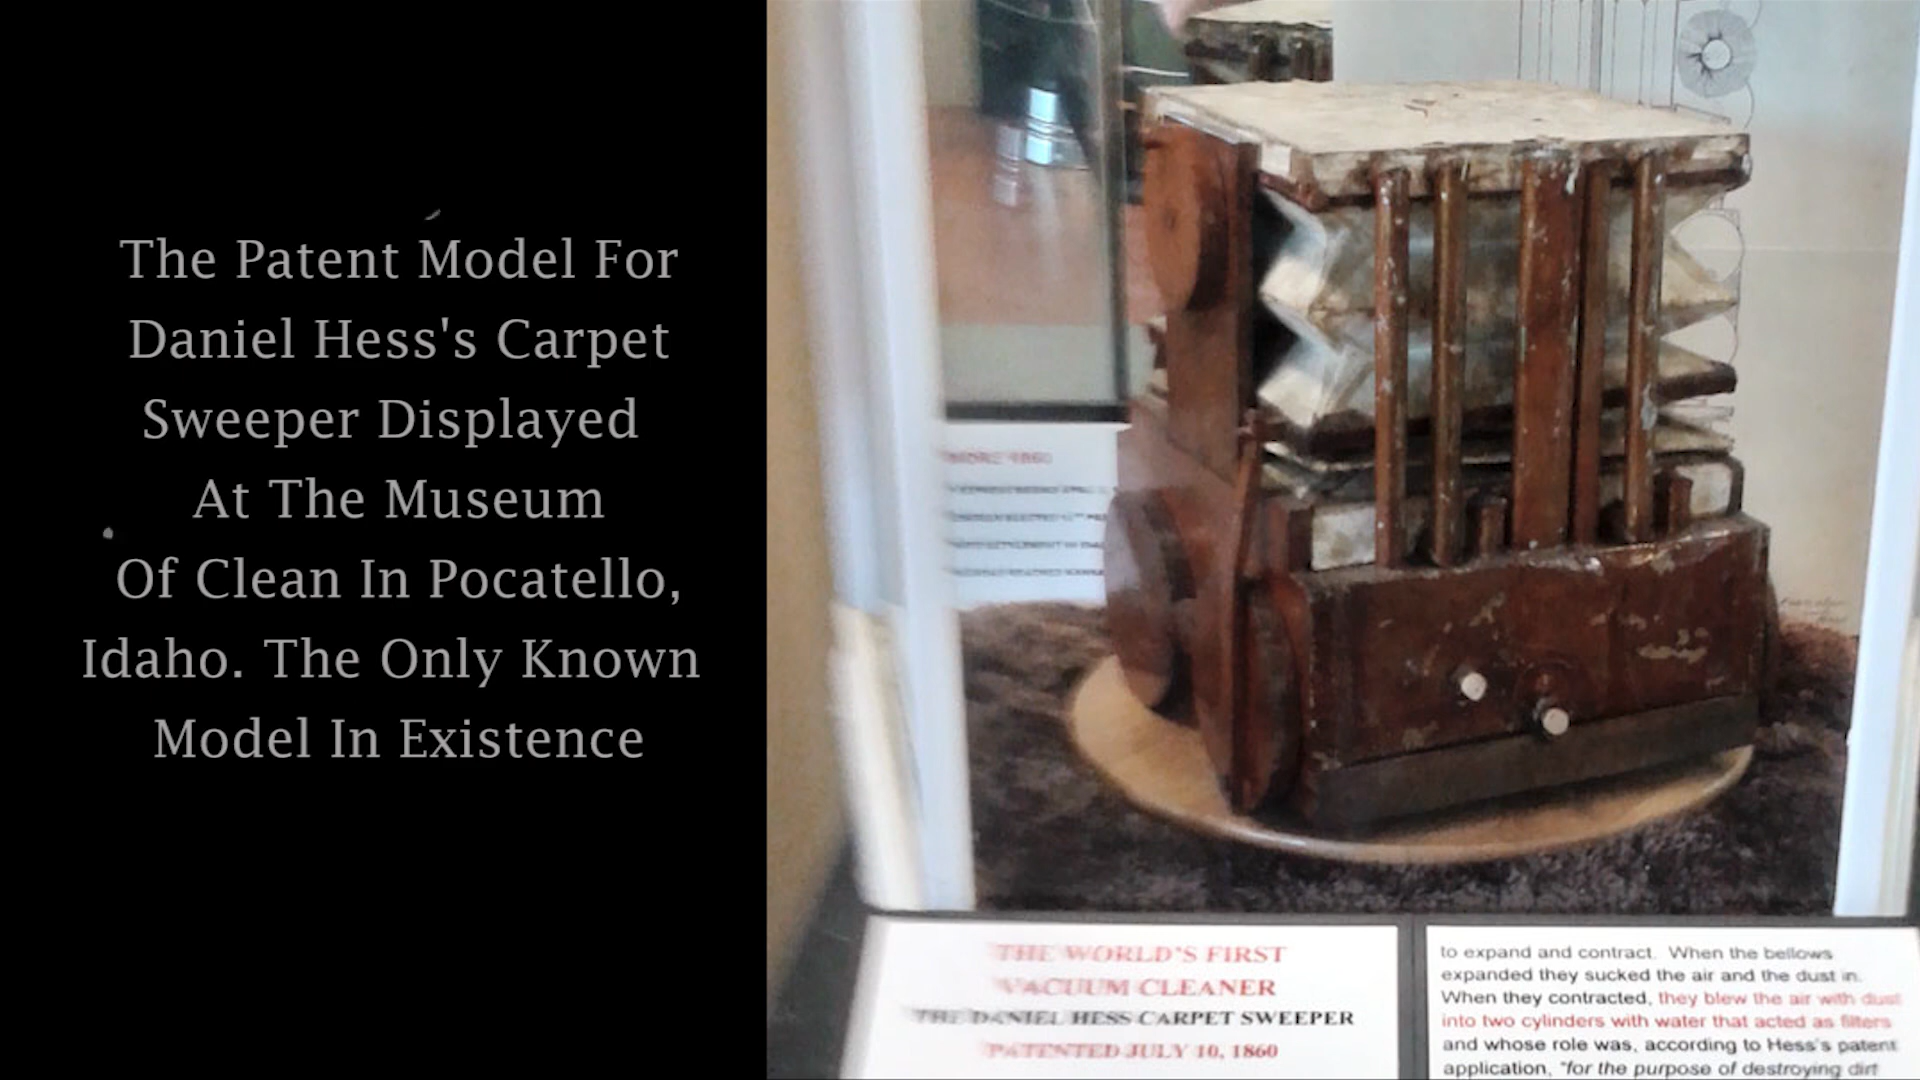 The Patent Model For
Daniel Hess's Carpet
Sweeper Displayed
At The Museum
Of Clean In Pocatello,
Idaho. The Only Known
Model In Existence
THE WORLD'S FIRST
VACUUM CLEANER
THE DANIEL HESS CARPET SWEEPER
PATENTED JULY 10, 1860
to expand and contract. When the bellows
expanded they sucked the air and the dust in.
When they contracted, they blew the air with dust
into two cylinders with water that acted as filters
and whose role was, according to Hess's patent
application, "for the purpose of destroying dirt